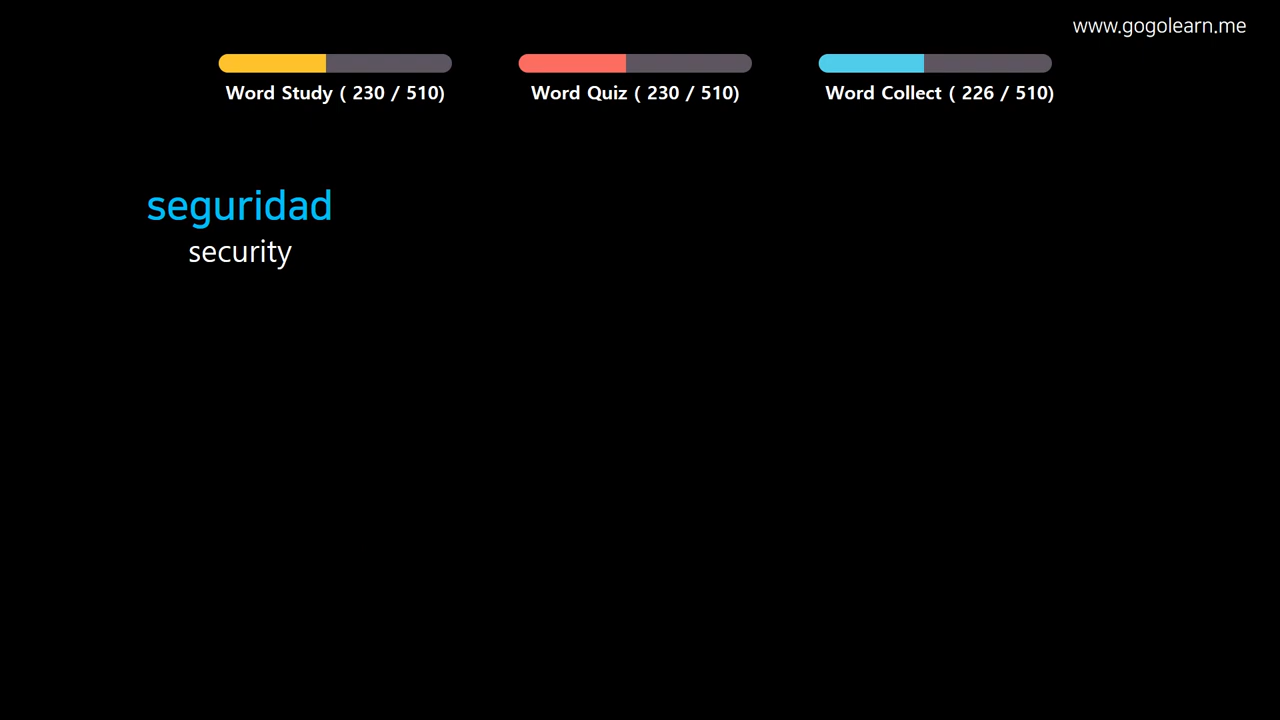 www.gogolearn.me
Word Study ( 230 / 510)
Word Quiz ( 230 / 510)
Word Collect ( 226 / 510)
seguridad
security